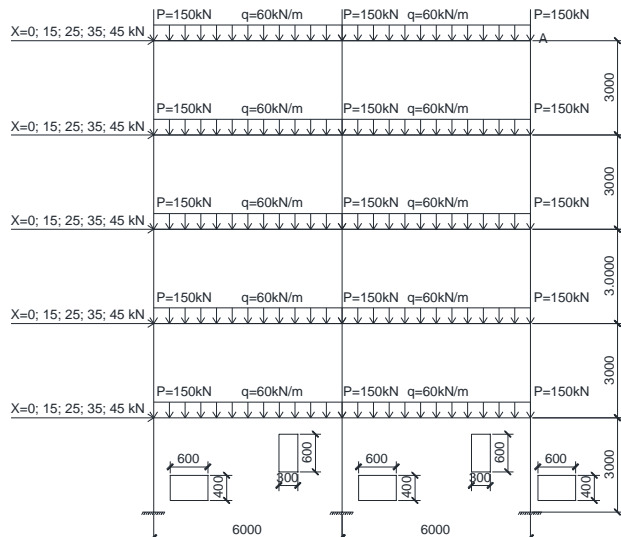 P=150kN q=60kN/m P=150kN q=60kN/m P=150kN
X=0; 15; 25; 35; 45 kN
A
3000
P=150kN q=60kN/m P=150kN q=60kN/m P=150kN
X=0; 15; 25; 35; 45 kN
3000
P=150kN q=60kN/m P=150kN q=60kN/m P=150kN
X=0; 15; 25; 35; 45 kN
3.0000
P=150kN q=60kN/m P=150kN q=60kN/m P=150kN
X=0; 15; 25; 35; 45 kN
3000
P=150kN q=60kN/m P=150kN q=60kN/m P=150kN
X=0; 15; 25; 35; 45 kN
3000
600 600 600 600 600
400 300 400 300 400
6000 6000